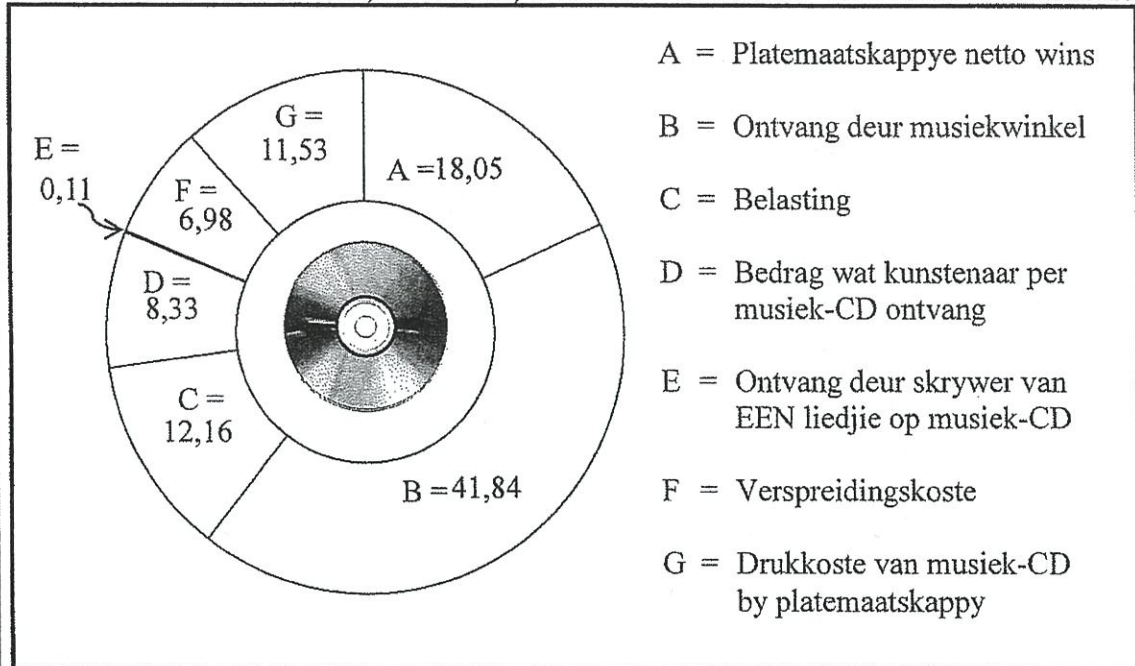 G =
11,53
A =18,05
E =
0,11
F =
6,98
D =
8,33
C =
12,16
B =41,84
A = Platemaatskappye netto wins
B = Ontvang deur musiekwinkel
C = Belasting
D = Bedrag wat kunstenaar per
musiek-CD ontvang
E = Ontvang deur skrywer van
EEN liedjie op musiek-CD
F = Verspreidingskoste
G = Drukkoste van musiek-CD
by platemaatskappy